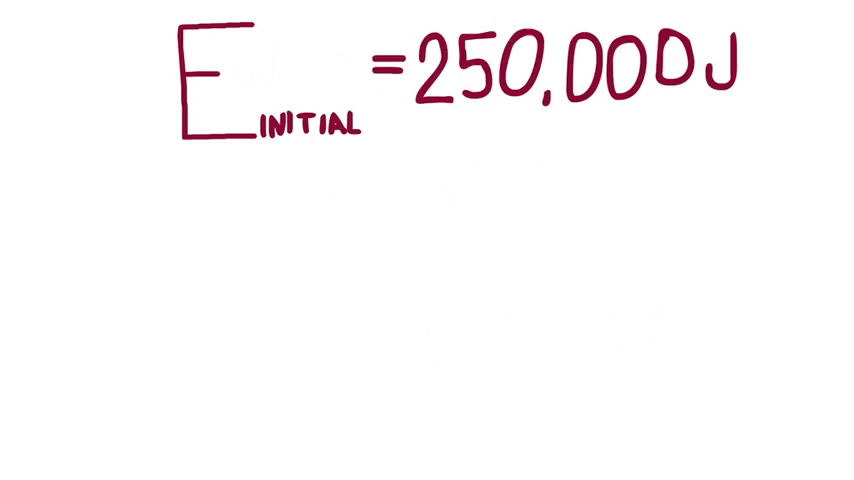 E INITIAL = 250,000 J